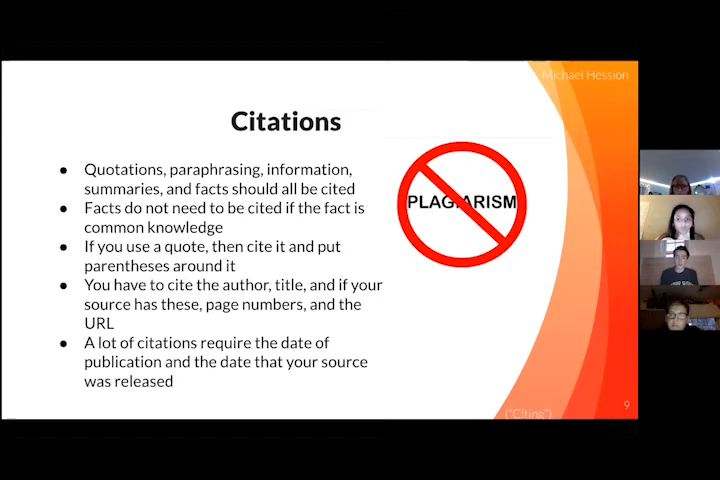 Michael Hession
Citations
● Quotations, paraphrasing, information,
summaries, and facts should all be cited
● Facts do not need to be cited if the fact is
common knowledge
● If you use a quote, then cite it and put
parentheses around it
● You have to cite the author, title, and if your
source has these, page numbers, and the
URL
● A lot of citations require the date of
publication and the date that your source
was released
PLAGIARISM
9
("Citing")